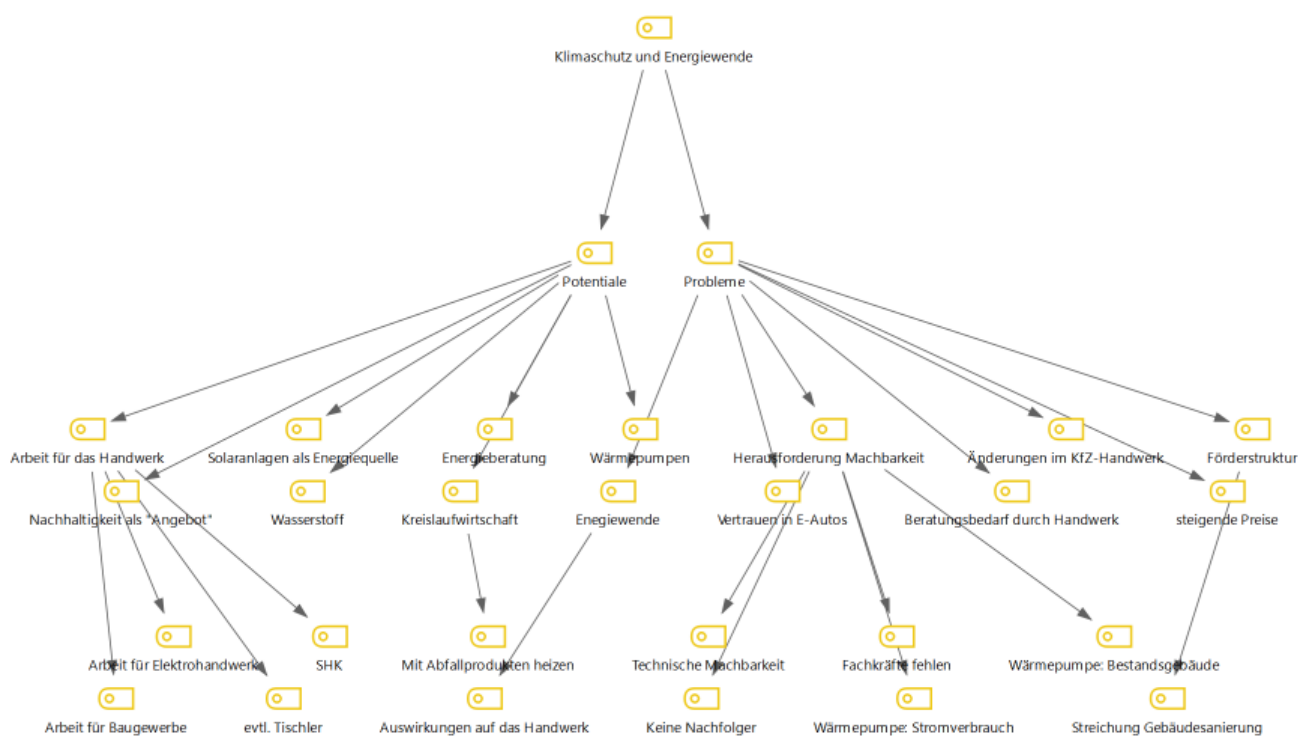 Klimaschutz und Energiewende
Potentiale
Probleme
Arbeit für das Handwerk
Solaranlagen als Energiequelle
Energieberatung
Wärmepumpen
Herausforderung Machbarkeit
Änderungen im KfZ-Handwerk
Förderstruktur
Nachhaltigkeit als "Angebot"
Wasserstoff
Kreislaufwirtschaft
Enegiewende
Vertrauen in E-Autos
Beratungsbedarf durch Handwerk
steigende Preise
Arbeit für Elektrohandwerk
SHK
Mit Abfallprodukten heizen
Technische Machbarkeit
Fachkräfte fehlen
Wärmepumpe: Bestandsgebäude
Arbeit für Baugewerbe
evtl. Tischler
Auswirkungen auf das Handwerk
Keine Nachfolger
Wärmepumpe: Stromverbrauch
Streichung Gebäudesanierung